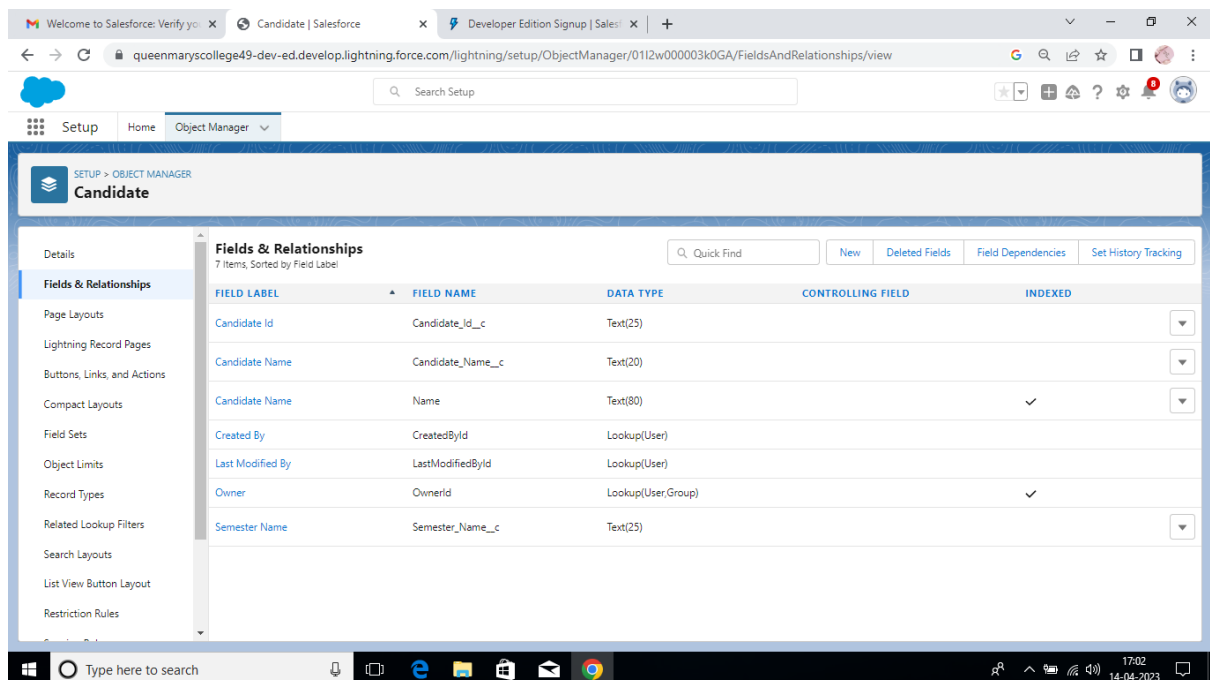 Welcome to Salesforce: Verify yo
Candidate | Salesforce
Developer Edition Signup | Salesf
queenmaryscollege49-dev-ed.develop.lightning.force.com/lightning/setup/ObjectManager/01I2w000003k0GA/FieldsAndRelationships/view
Search Setup
8
Setup Home Object Manager
SETUP > OBJECT MANAGER
Candidate
Details
Fields & Relationships
Page Layouts
Lightning Record Pages
Buttons, Links, and Actions
Compact Layouts
Field Sets
Object Limits
Record Types
Related Lookup Filters
Search Layouts
List View Button Layout
Restriction Rules
Fields & Relationships
7 Items, Sorted by Field Label
Quick Find
New Deleted Fields Field Dependencies Set History Tracking
FIELD LABEL FIELD NAME DATA TYPE CONTROLLING FIELD INDEXED
Candidate Id Candidate_Id__c Text(25)
Candidate Name Candidate_Name__c Text(20)
Candidate Name Name Text(80)
Created By CreatedById Lookup(User)
Last Modified By LastModifiedById Lookup(User)
Owner OwnerId Lookup(User,Group)
Semester Name Semester_Name__c Text(25)
Type here to search
17:02
14-04-2023